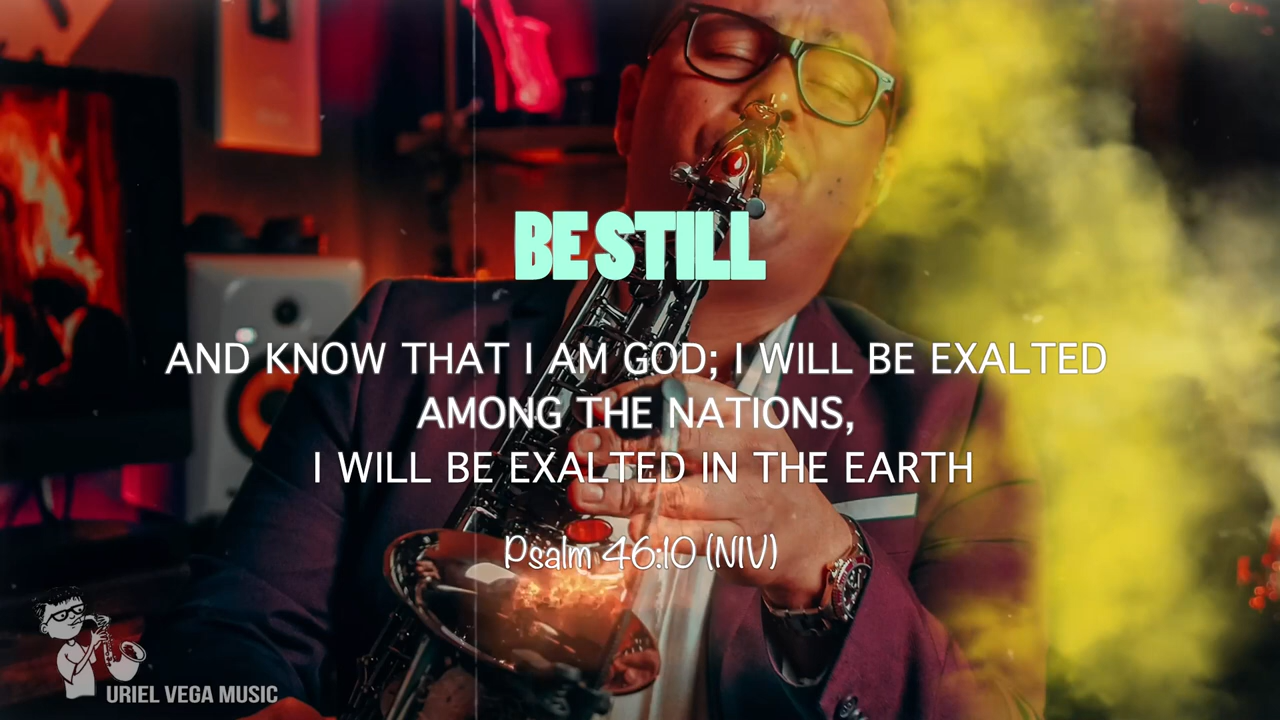 BE STILL
AND KNOW THAT I AM GOD; I WILL BE EXALTED
AMONG THE NATIONS,
I WILL BE EXALTED IN THE EARTH
Psalm 46:10 (NIV)
URIEL VEGA MUSIC